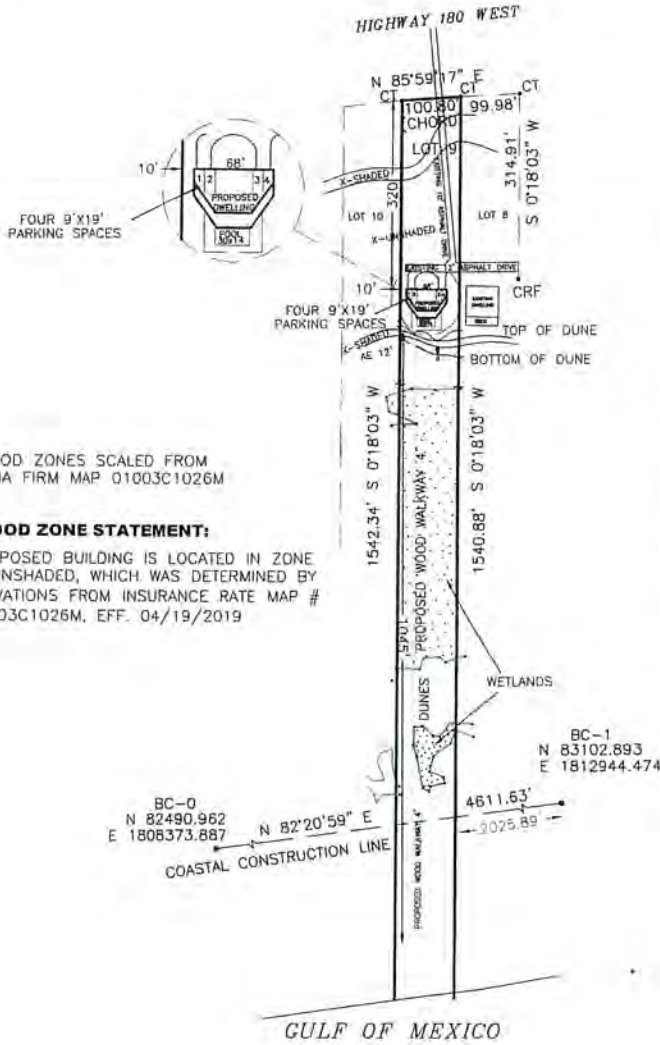 HIGHWAY 180 WEST
N 85°59'17" E
CT
CT
CT
100.80'
CHORD
99.98'
LOT 9
314.91'
S 0°18'03" W
X-SHADED
320'
LOT 10
LOT 8
X-UNSHADED
10'
68'
1 2
3 4
PROPOSED
DWELLING
POOL
30x14
FOUR 9'X19'
PARKING SPACES
EXISTING 12' ASPHALT DRIVE
CRF
10'
FOUR 9'X19'
PARKING SPACES
EXISTING
DWELLING
TOP OF DUNE
X-SHADED
AE 12'
BOTTOM OF DUNE
1542.34' S 0°18'03" W
PROPOSED WOOD WALKWAY 4'
1540.88' S 0°18'03" W
OD ZONES SCALED FROM
A FIRM MAP 01003C1026M
OOD ZONE STATEMENT:
POSED BUILDING IS LOCATED IN ZONE
NSHADED, WHICH WAS DETERMINED BY
VATIONS FROM INSURANCE RATE MAP #
03C1026M, EFF. 04/19/2019
1045'
DUNES
WETLANDS
BC-1
N 83102.893
E 1812944.474
BC-0
N 82490.962
E 1808373.887
N 82°20'59" E
4611.63'
2025.89'
COASTAL CONSTRUCTION LINE
PROPOSED WOOD WALKWAY 4'
GULF OF MEXICO